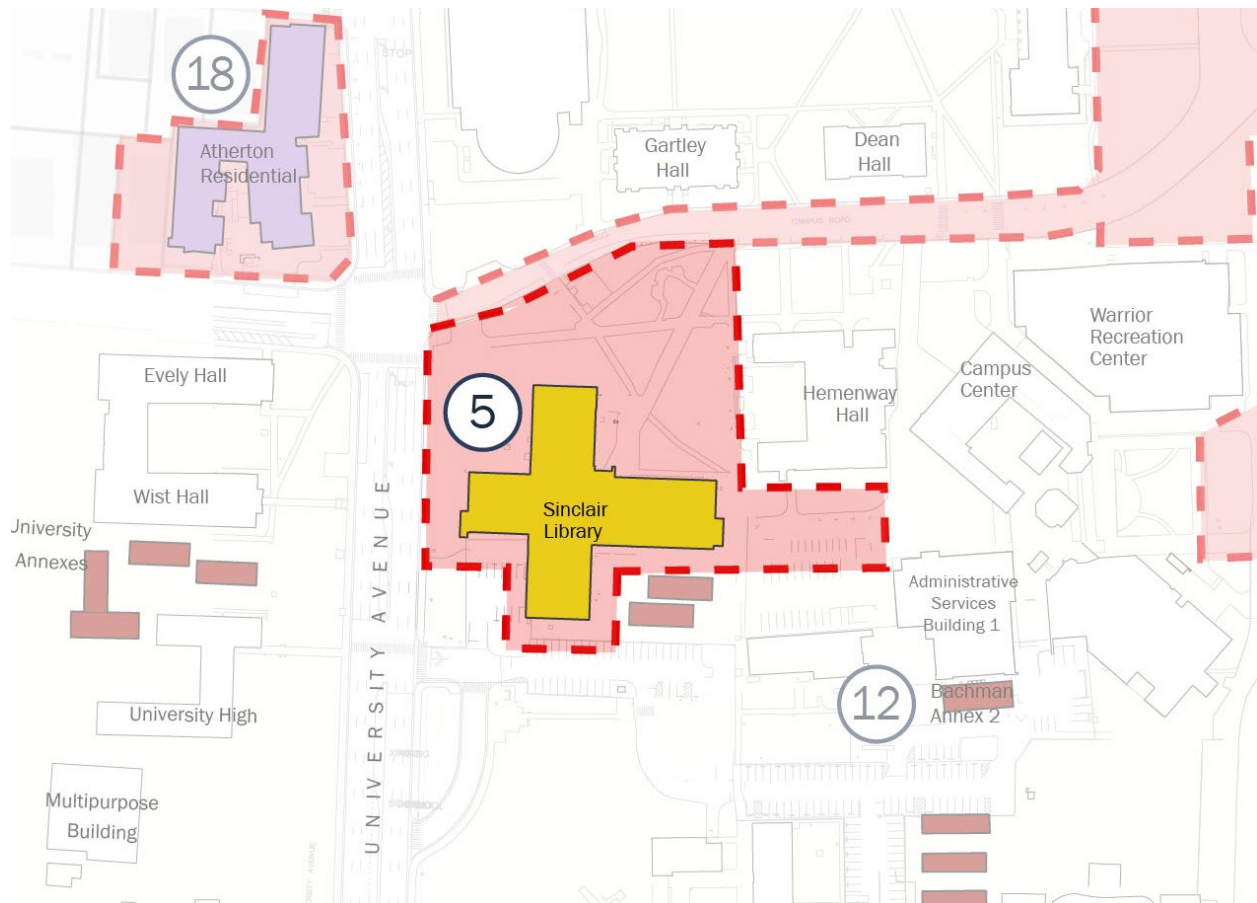 STOP
18
Atherton
Residential
Gartley
Hall
Dean
Hall
CAMPUS ROAD
Warrior
Recreation
Center
Campus
Center
Hemenway
Hall
Evely Hall
ONLY
5
Wist Hall
Sinclair
Library
University
Annexes
UNIVERSITY AVENUE
Administrative
Services
Building 1
12
Bachman
Annex 2
University High
Multipurpose
Building